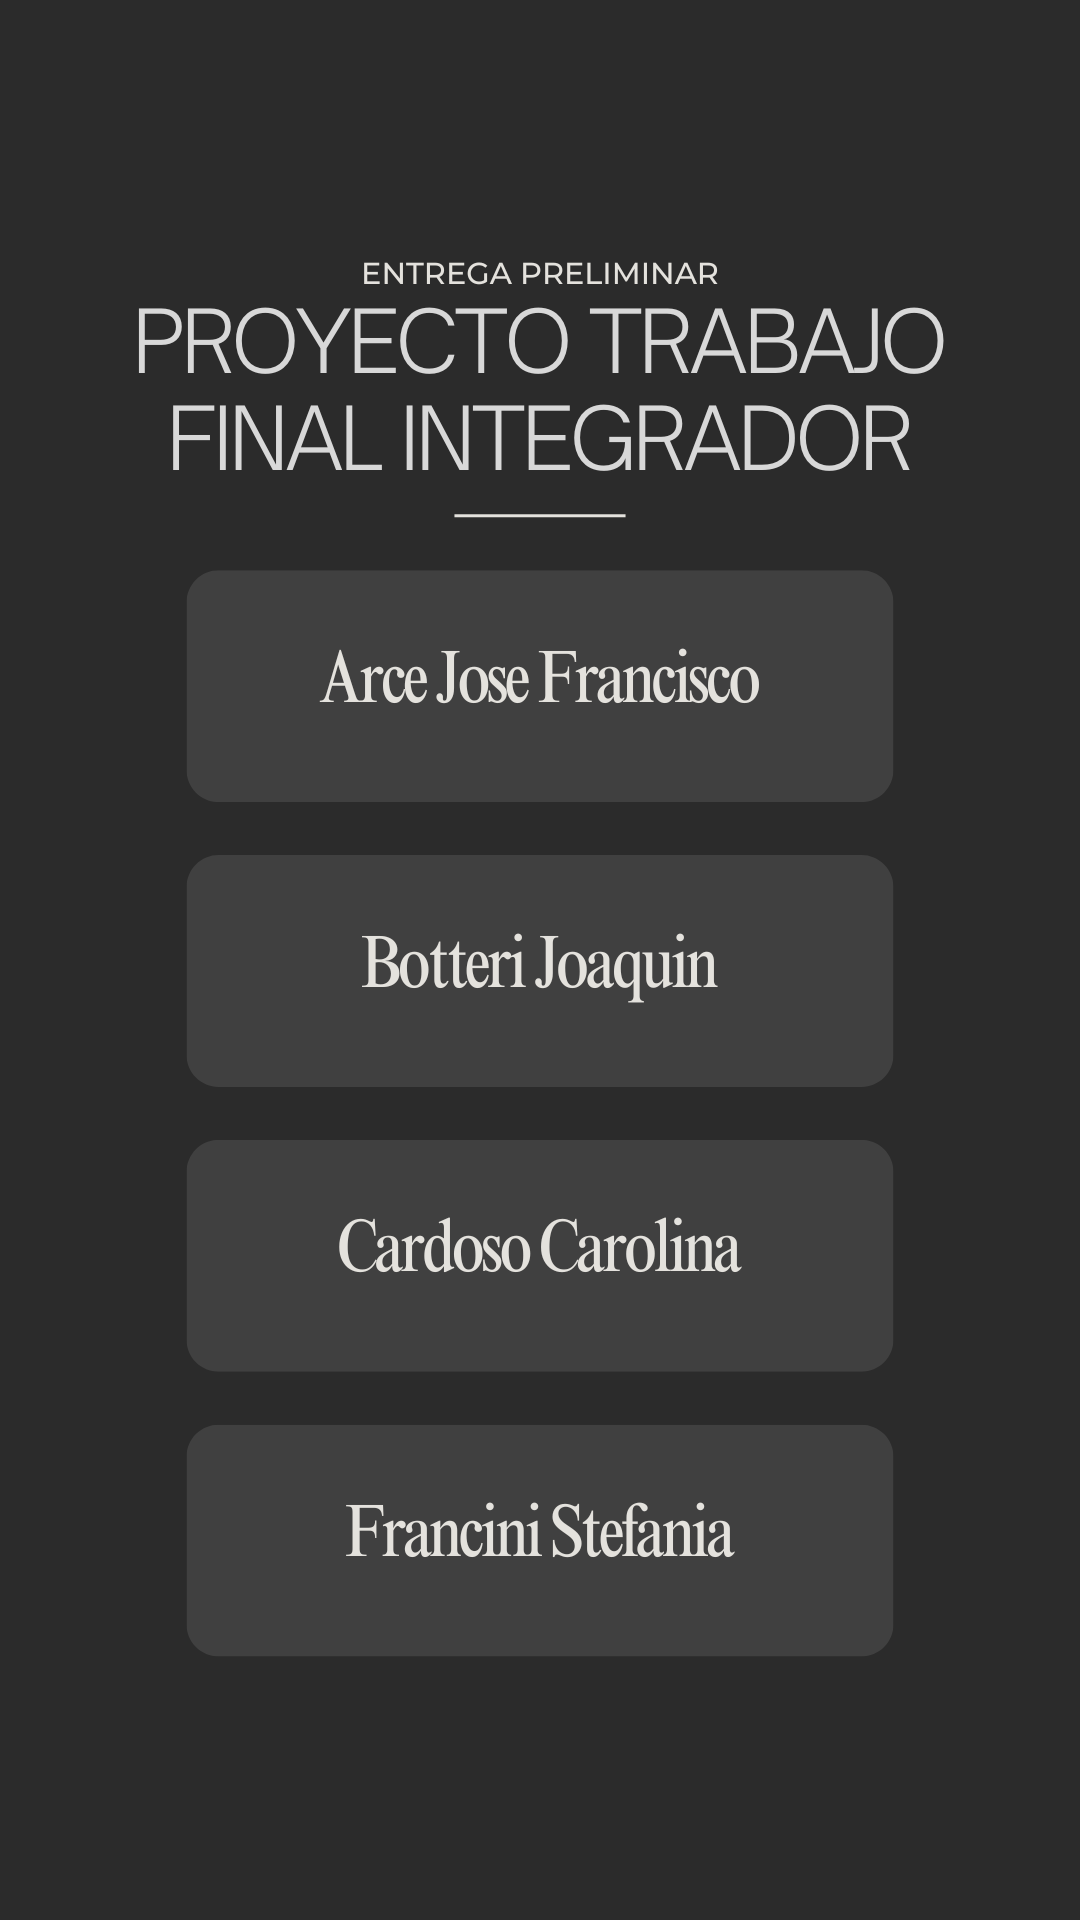 ENTREGA PRELIMINAR
PROYECTO TRABAJO
FINAL INTEGRADOR
Arce Jose Francisco
Botteri Joaquin
Cardoso Carolina
Francini Stefania